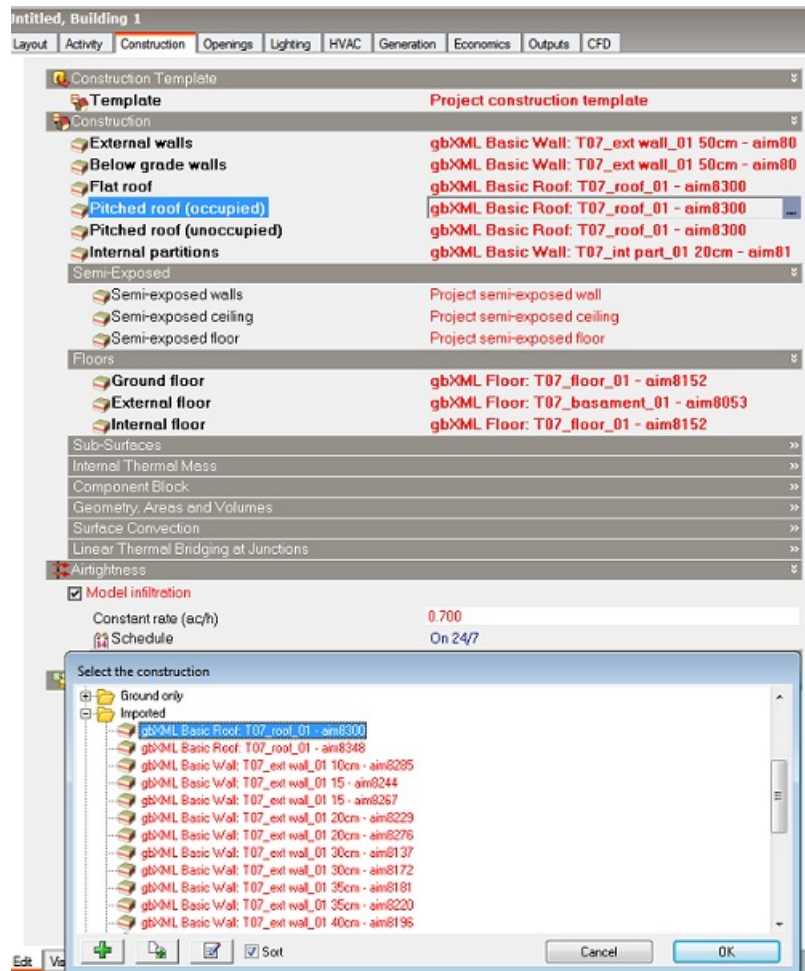 Untitled, Building 1
Layout Activity Construction Openings Lighting HVAC Generation Economics Outputs CFD
Construction Template
Template Project construction template
Construction
External walls gbXML Basic Wall: T07_ext wall_01 50cm - aim80
Below grade walls gbXML Basic Wall: T07_ext wall_01 50cm - aim80
Flat roof gbXML Basic Roof: T07_roof_01 - aim8300
Pitched roof (occupied) gbXML Basic Roof: T07_roof_01 - aim8300 ...
Pitched roof (unoccupied) gbXML Basic Roof: T07_roof_01 - aim8300
Internal partitions gbXML Basic Wall: T07_int part_01 20cm - aim81
Semi-Exposed
Semi-exposed walls Project semi-exposed wall
Semi-exposed ceiling Project semi-exposed ceiling
Semi-exposed floor Project semi-exposed floor
Floors
Ground floor gbXML Floor: T07_floor_01 - aim8152
External floor gbXML Floor: T07_basament_01 - aim8053
Internal floor gbXML Floor: T07_floor_01 - aim8152
Sub-Surfaces
Internal Thermal Mass
Component Block
Geometry, Areas and Volumes
Surface Convection
Linear Thermal Bridging at Junctions
Airtightness
Model infiltration
Constant rate (ac/h) 0.700
Schedule On 24/7
Select the construction
Ground only
Imported
gbXML Basic Roof: T07_roof_01 - aim8300
gbXML Basic Roof: T07_roof_01 - aim8348
gbXML Basic Wall: T07_ext wall_01 10cm - aim8285
gbXML Basic Wall: T07_ext wall_01 15 - aim8244
gbXML Basic Wall: T07_ext wall_01 15 - aim8267
gbXML Basic Wall: T07_ext wall_01 20cm - aim8229
gbXML Basic Wall: T07_ext wall_01 20cm - aim8276
gbXML Basic Wall: T07_ext wall_01 30cm - aim8137
gbXML Basic Wall: T07_ext wall_01 30cm - aim8172
gbXML Basic Wall: T07_ext wall_01 35cm - aim8181
gbXML Basic Wall: T07_ext wall_01 35cm - aim8220
gbXML Basic Wall: T07_ext wall_01 40cm - aim8196
Sort Cancel OK
Edit Vis